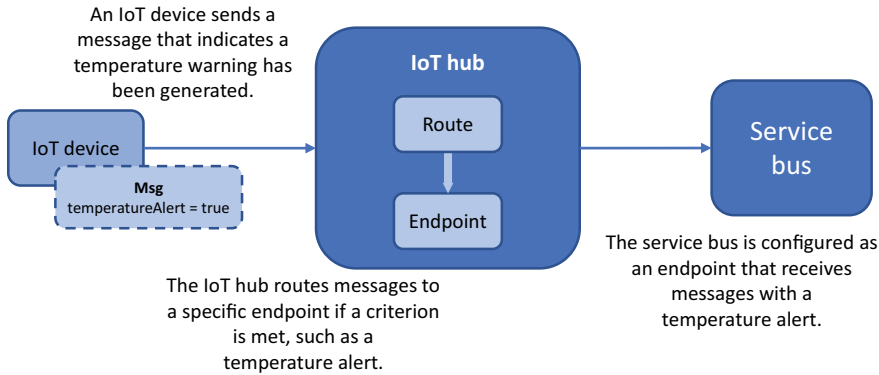 An IoT device sends a
message that indicates a
temperature warning has
been generated.
IoT device
Msg
temperatureAlert = true
IoT hub
Route
Endpoint
The IoT hub routes messages to
a specific endpoint if a criterion
is met, such as a
temperature alert.
Service
bus
The service bus is configured as
an endpoint that receives
messages with a
temperature alert.